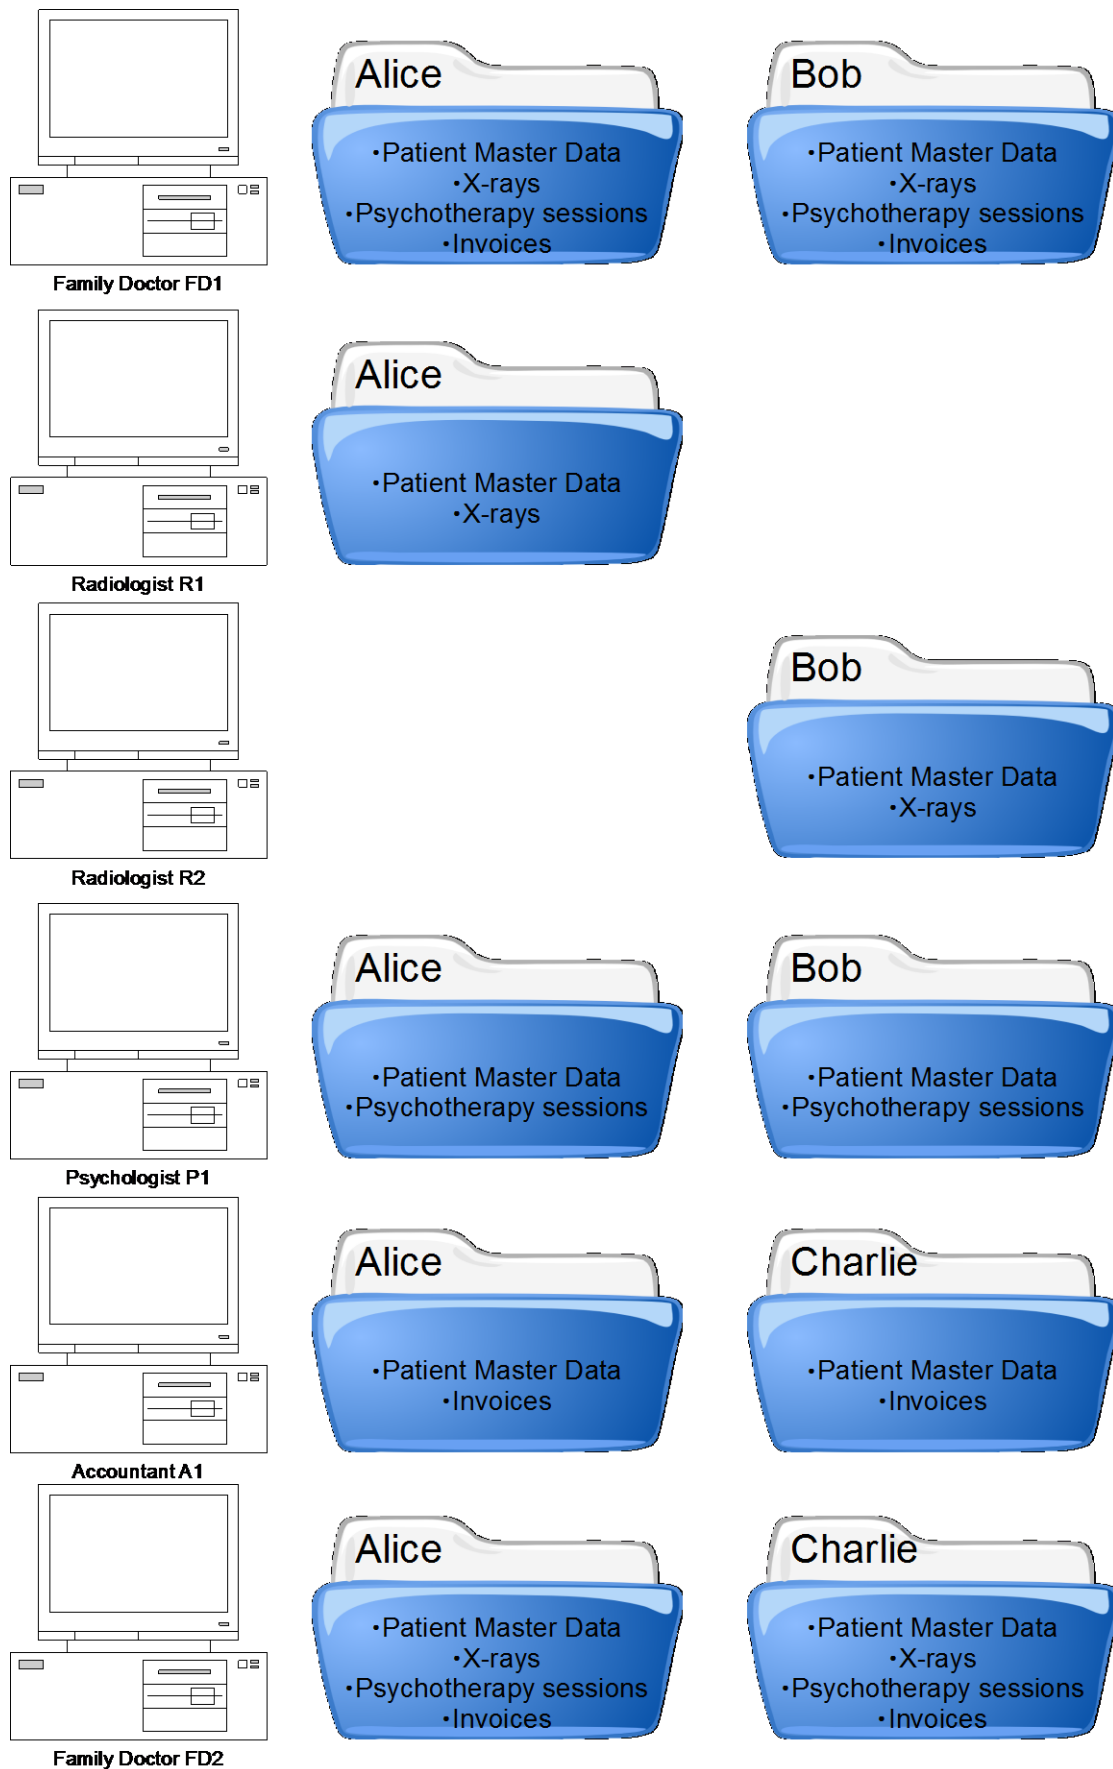 Alice
•Patient Master Data
•X-rays
•Psychotherapy sessions
•Invoices
Bob
•Patient Master Data
•X-rays
•Psychotherapy sessions
•Invoices
Family Doctor FD1
Alice
•Patient Master Data
•X-rays
Radiologist R1
Bob
•Patient Master Data
•X-rays
Radiologist R2
Alice
•Patient Master Data
•Psychotherapy sessions
Bob
•Patient Master Data
•Psychotherapy sessions
Psychologist P1
Alice
•Patient Master Data
•Invoices
Charlie
•Patient Master Data
•Invoices
Accountant A1
Alice
•Patient Master Data
•X-rays
•Psychotherapy sessions
•Invoices
Charlie
•Patient Master Data
•X-rays
•Psychotherapy sessions
•Invoices
Family Doctor FD2